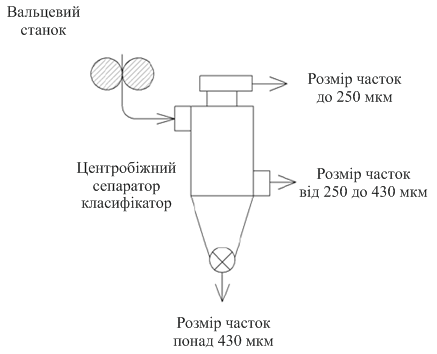 Вальцевий
станок
Розмір часток
до 250 мкм
Центробіжний
сепаратор
класифікатор
Розмір часток
від 250 до 430 мкм
Розмір часток
понад 430 мкм